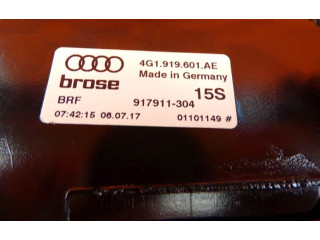 4G1.919.601.AE
Made in Germany
brose
15S
BRF 917911-304
07:42:15 06.07.17 01101149 #